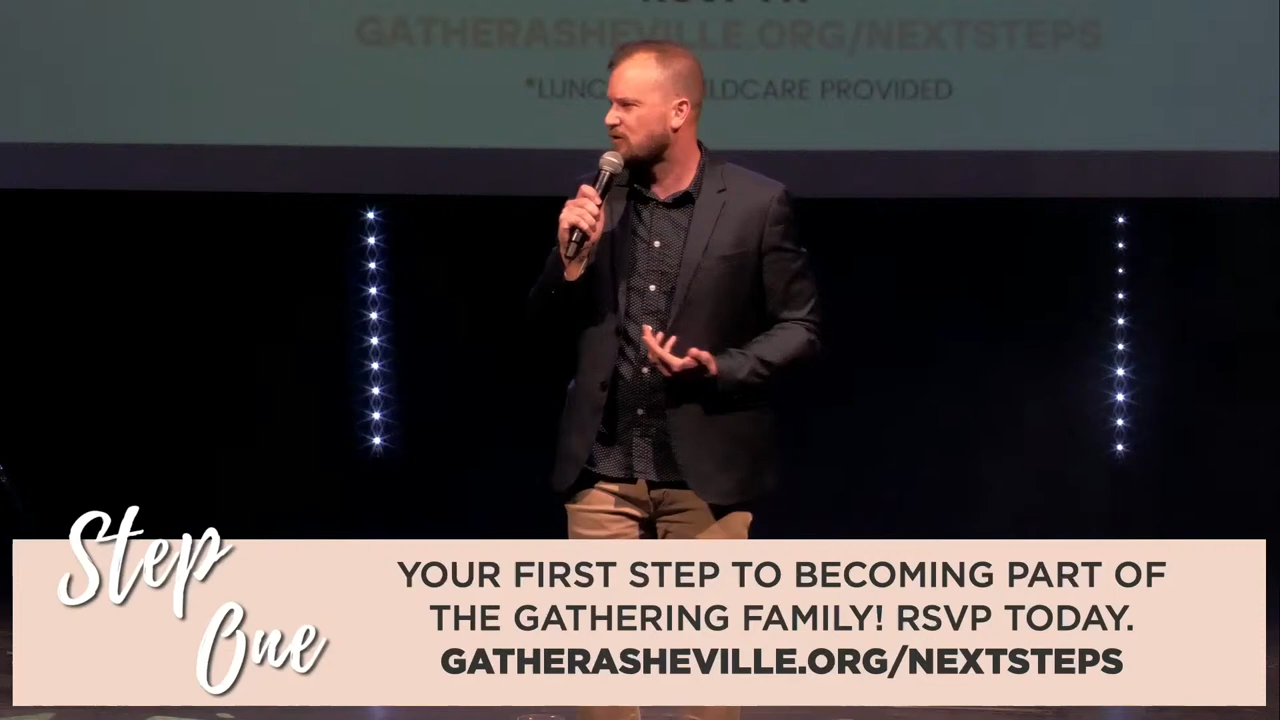 GATHERASHEVILLE.ORG/NEXTSTEPS
PROVIDED
Step
One
YOUR FIRST STEP TO BECOMING PART OF
THE GATHERING FAMILY! RSVP TODAY.
GATHERASHEVILLE.ORG/NEXTSTEPS